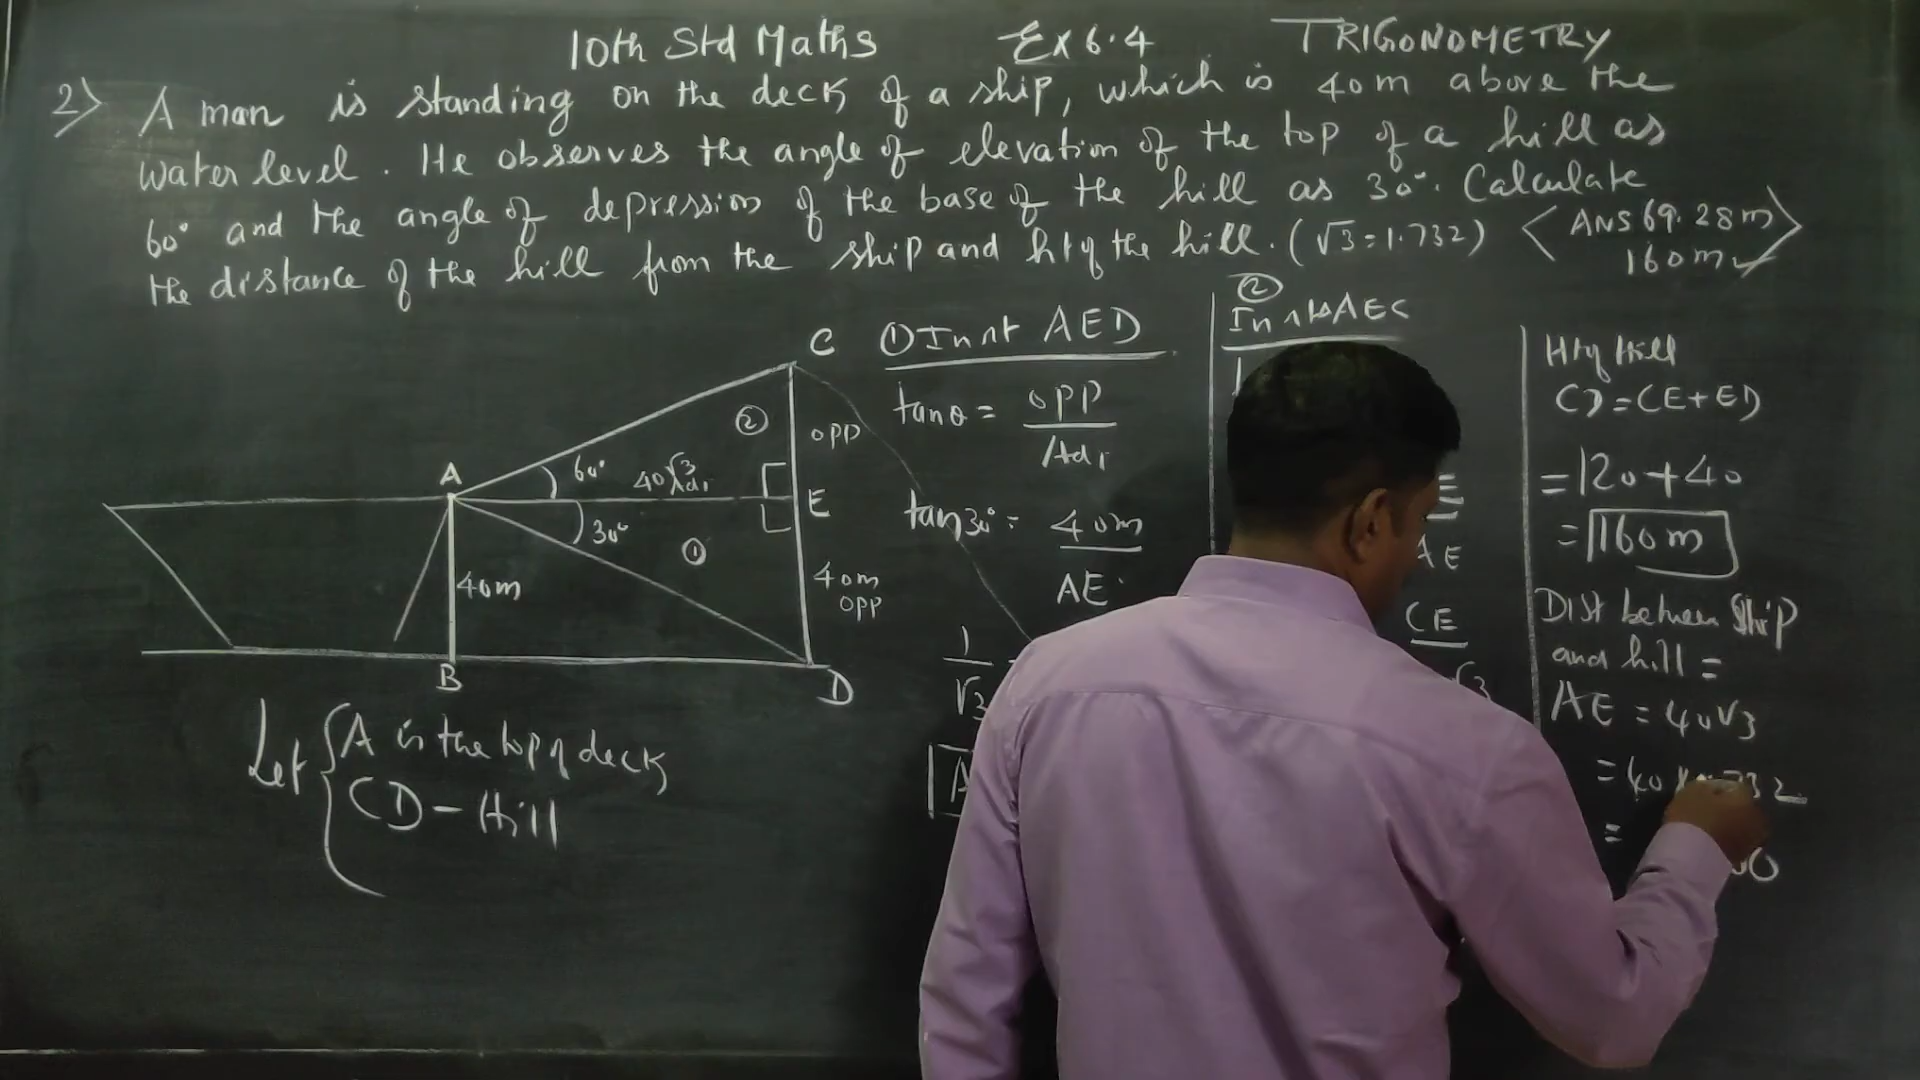 10th Std Maths Ex 6.4 TRIGONOMETRY
2) A man is standing on the deck of a ship, which is 40m above the
water level. He observes the angle of elevation of the top of a hill as
60° and the angle of depression of the base of the hill as 30°. Calculate
the distance of the hill from the ship and ht of the hill. (√3=1.732)
<ANS 69.28m
160m>
C
②
opp
A
60°
40√3
Adj
E
30°
①
40m
40m
opp
B
D
Let { A is the top of deck
CD - Hill
① In rt AED
tanθ = opp
Adj
tan30° = 40m
AE
1
√3
A
②
In rt AEC
E
AE
CE
√3
Ht of Hill
CD = CE + ED
= 120 + 40
= 160m
Dist between Ship
and hill =
AE = 40√3
= 40
732
=